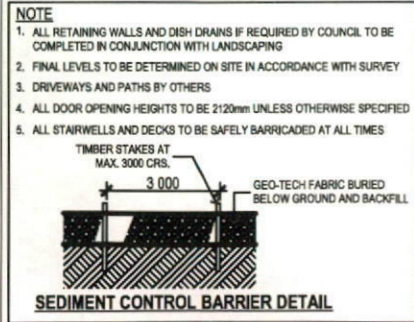 NOTE
1. ALL RETAINING WALLS AND DISH DRAINS IF REQUIRED BY COUNCIL TO BE
COMPLETED IN CONJUNCTION WITH LANDSCAPING
2. FINAL LEVELS TO BE DETERMINED ON SITE IN ACCORDANCE WITH SURVEY
3. DRIVEWAYS AND PATHS BY OTHERS
4. ALL DOOR OPENING HEIGHTS TO BE 2120mm UNLESS OTHERWISE SPECIFIED
5. ALL STAIRWELLS AND DECKS TO BE SAFELY BARRICADED AT ALL TIMES
TIMBER STAKES AT
MAX. 3000 CRS.
3 000
GEO-TECH FABRIC BURIED
BELOW GROUND AND BACKFILL
SEDIMENT CONTROL BARRIER DETAIL